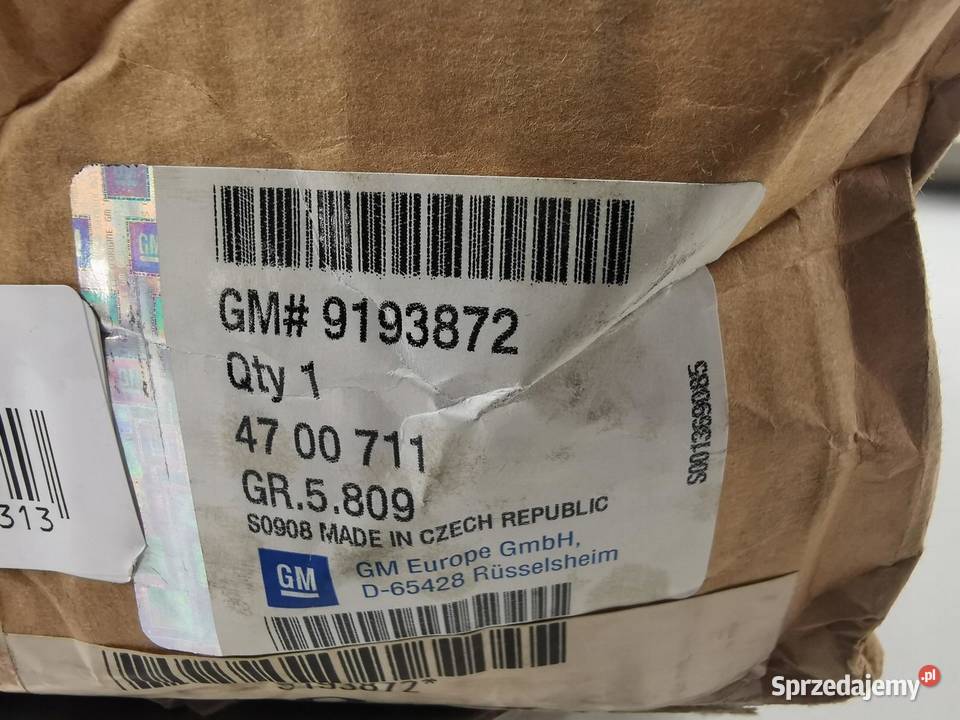 GM# 9193872
Qty 1
47 00 711
GR.5.809
S0908 MADE IN CZECH REPUBLIC
GM
GM Europe GmbH,
D-65428 Rüsselsheim
S001369085
313
9193872*
Sprzedajemy.pl